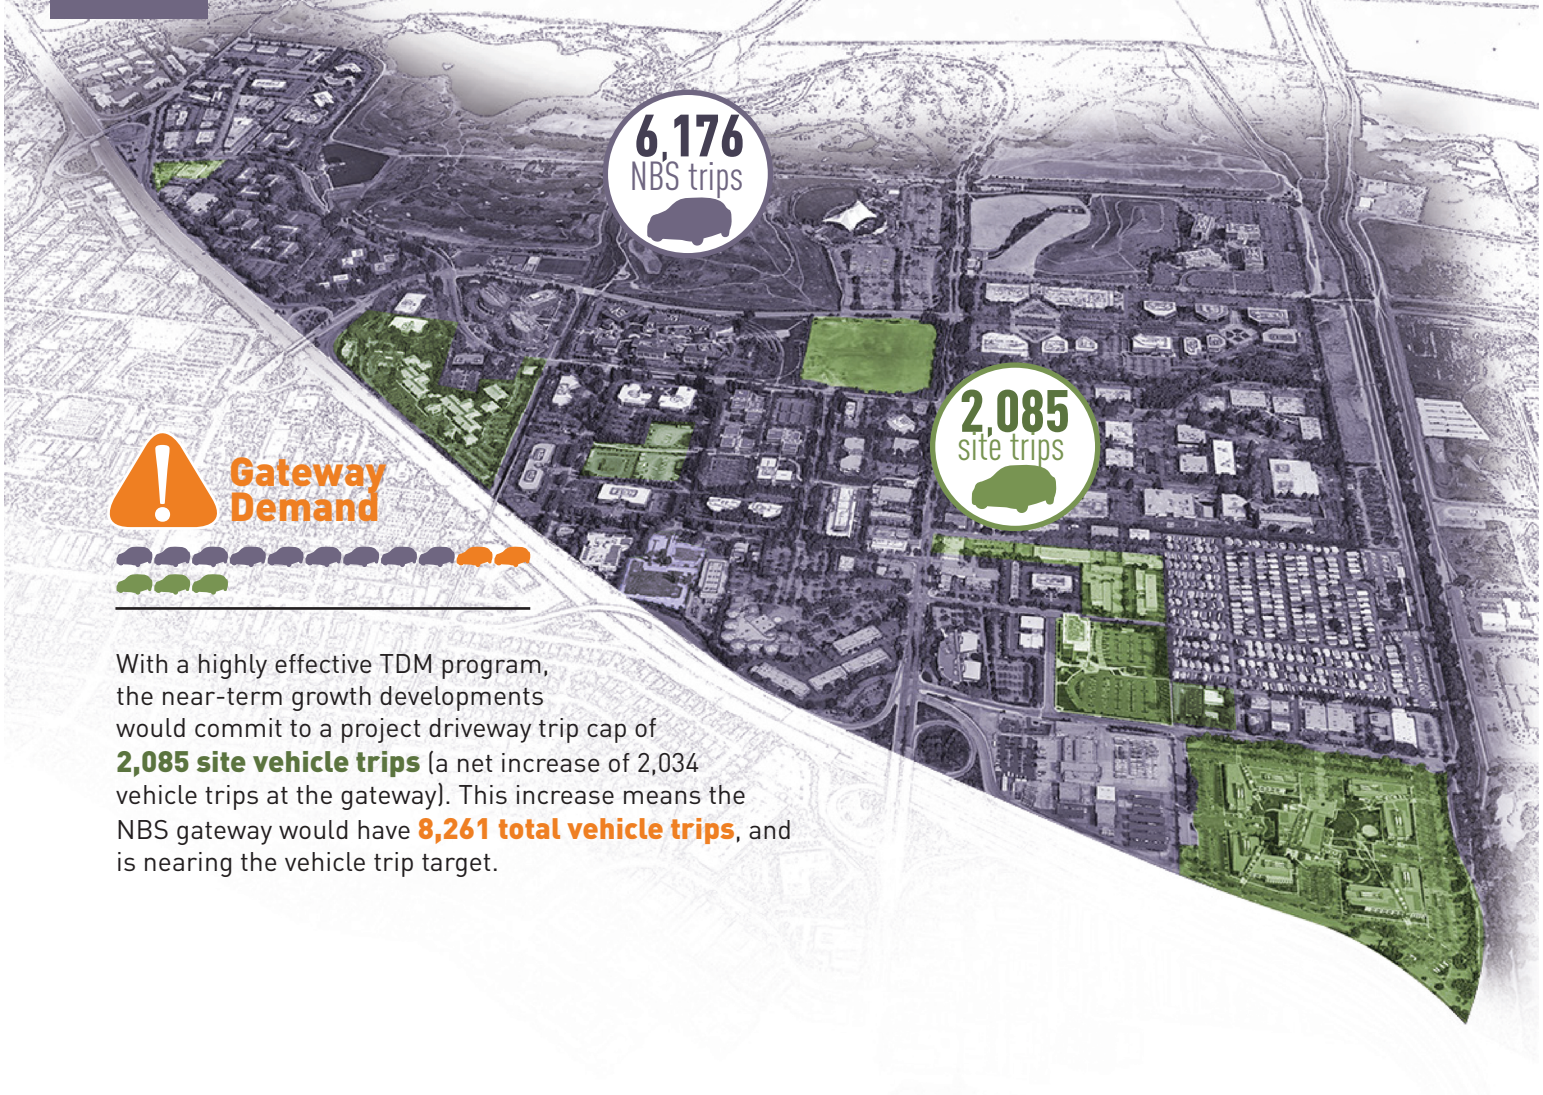 6,176
NBS trips
2,085
site trips
Gateway
Demand
With a highly effective TDM program,
the near-term growth developments
would commit to a project driveway trip cap of
2,085 site vehicle trips (a net increase of 2,034
vehicle trips at the gateway). This increase means the
NBS gateway would have 8,261 total vehicle trips, and
is nearing the vehicle trip target.